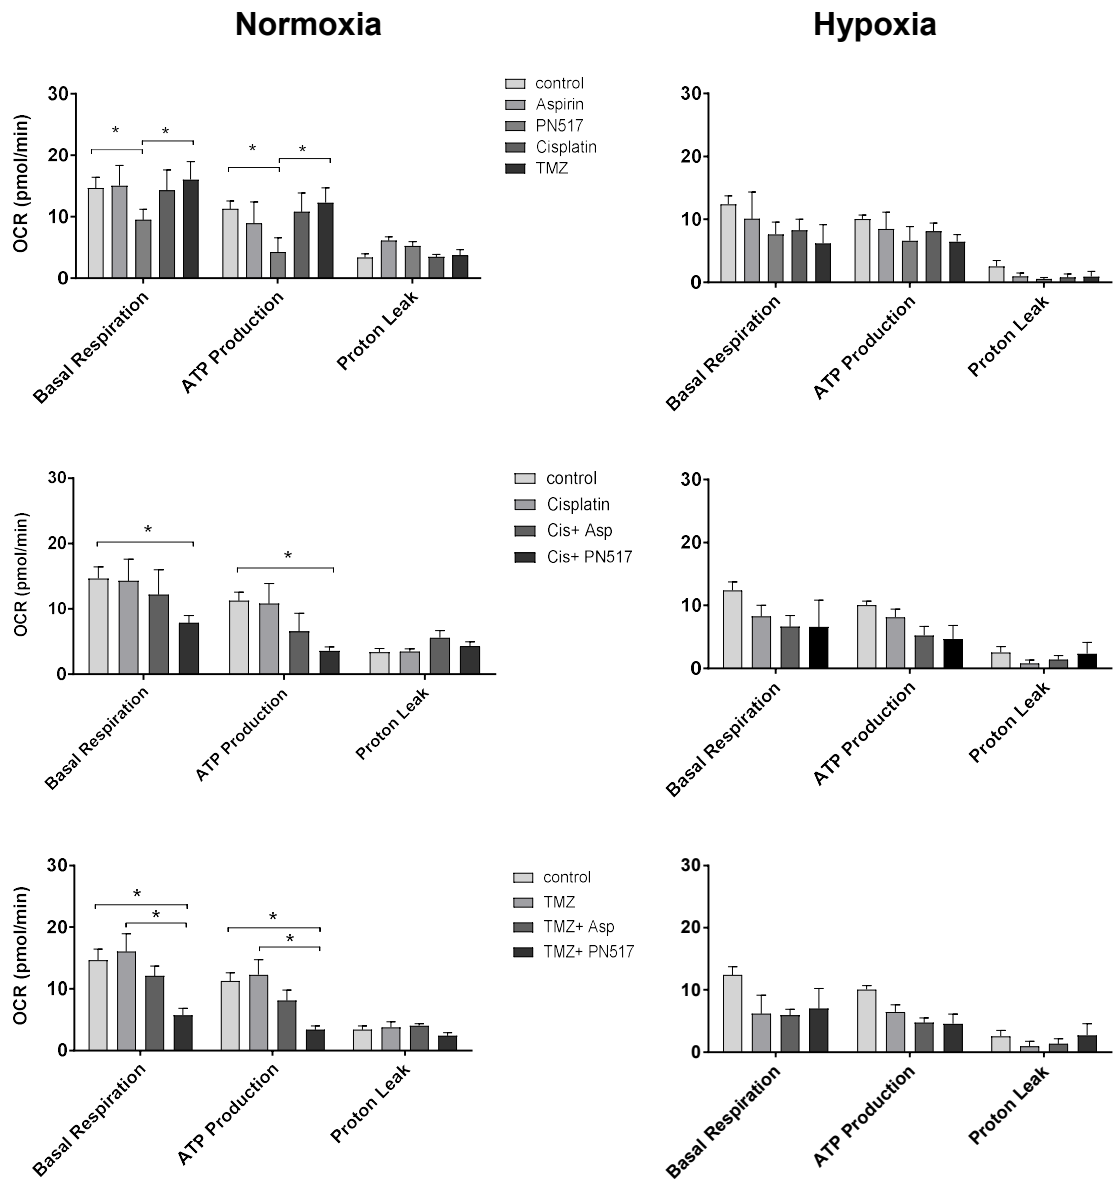 Normoxia
Hypoxia
OCR (pmol/min)
30
20
10
0
*
*
*
*
Basal Respiration
ATP Production
Proton Leak
control
Aspirin
PN517
Cisplatin
TMZ
30
20
10
0
Basal Respiration
ATP Production
Proton Leak
OCR (pmol/min)
30
20
10
0
*
*
Basal Respiration
ATP Production
Proton Leak
control
Cisplatin
Cis+ Asp
Cis+ PN517
30
20
10
0
Basal Respiration
ATP Production
Proton Leak
OCR (pmol/min)
30
20
10
0
*
*
*
*
Basal Respiration
ATP Production
Proton Leak
control
TMZ
TMZ+ Asp
TMZ+ PN517
30
20
10
0
Basal Respiration
ATP Production
Proton Leak